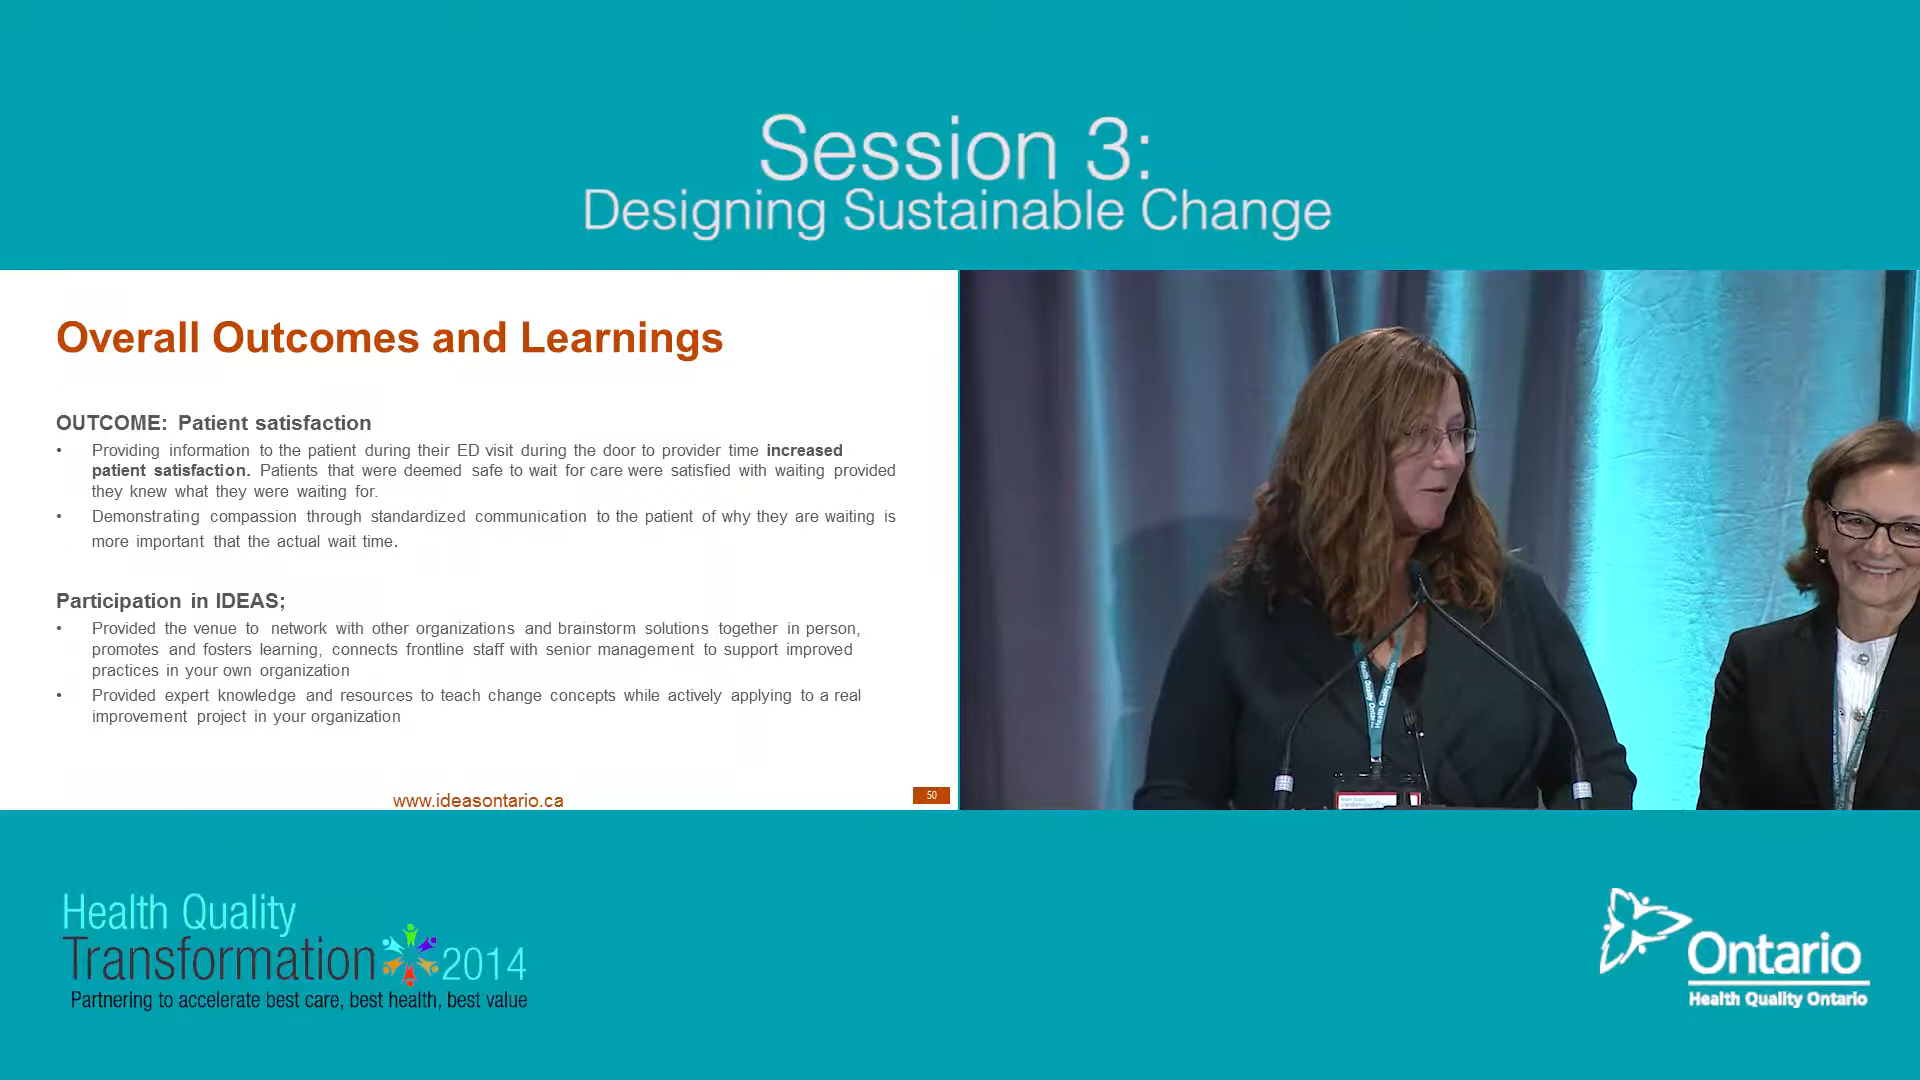 Session 3:
Designing Sustainable Change
Overall Outcomes and Learnings
OUTCOME: Patient satisfaction
• Providing information to the patient during their ED visit during the door to provider time increased
patient satisfaction. Patients that were deemed safe to wait for care were satisfied with waiting provided
they knew what they were waiting for.
• Demonstrating compassion through standardized communication to the patient of why they are waiting is
more important that the actual wait time.
Participation in IDEAS;
• Provided the venue to network with other organizations and brainstorm solutions together in person,
promotes and fosters learning, connects frontline staff with senior management to support improved
practices in your own organization
• Provided expert knowledge and resources to teach change concepts while actively applying to a real
improvement project in your organization
www.ideasontario.ca
50
Health Quality Ontario
Health Quality
Transformation 2014
Partnering to accelerate best care, best health, best value
Ontario
Health Quality Ontario